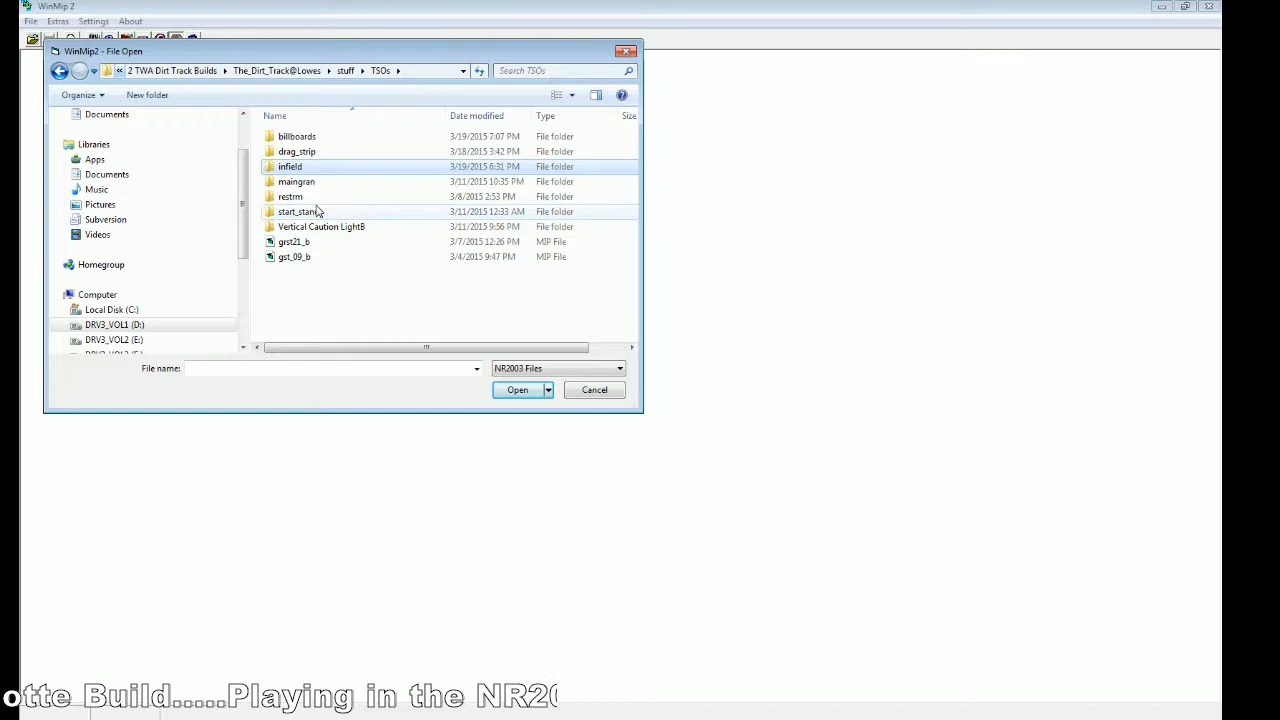 WinMip 2
File Extras Settings About
WinMip2 - File Open
« 2 TWA Dirt Track Builds The_Dirt_Track@Lowes stuff TSOs Search TSOs
Organize New folder
Name Date modified Type Size
Documents
Libraries
Apps
Documents
Music
Pictures
Subversion
Videos
Homegroup
Computer
Local Disk (C:)
DRV3_VOL1 (D:)
DRV3_VOL2 (E:)
billboards 3/19/2015 7:07 PM File folder
drag_strip 3/18/2015 3:42 PM File folder
infield 3/19/2015 6:31 PM File folder
maingran 3/11/2015 10:35 PM File folder
restrm 3/8/2015 2:53 PM File folder
start_stan 3/11/2015 12:33 AM File folder
Vertical Caution LightB 3/11/2015 9:56 PM File folder
grst21_b 3/7/2015 12:26 PM MIP File
gst_09_b 3/4/2015 9:47 PM MIP File
File name: NR2003 Files
Open Cancel
otte Build.....Playing in the NR20